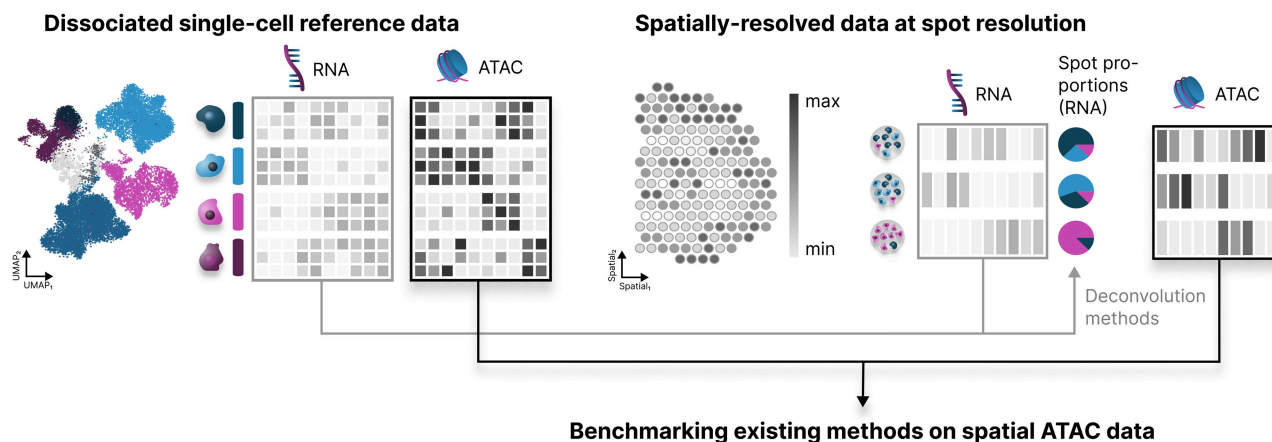 Dissociated single-cell reference data
RNA
ATAC
UMAP₂
UMAP₁
Spatially-resolved data at spot resolution
max
min
Spatial₂
Spatial₁
RNA
Spot pro-
portions
(RNA)
ATAC
Deconvolution
methods
Benchmarking existing methods on spatial ATAC data